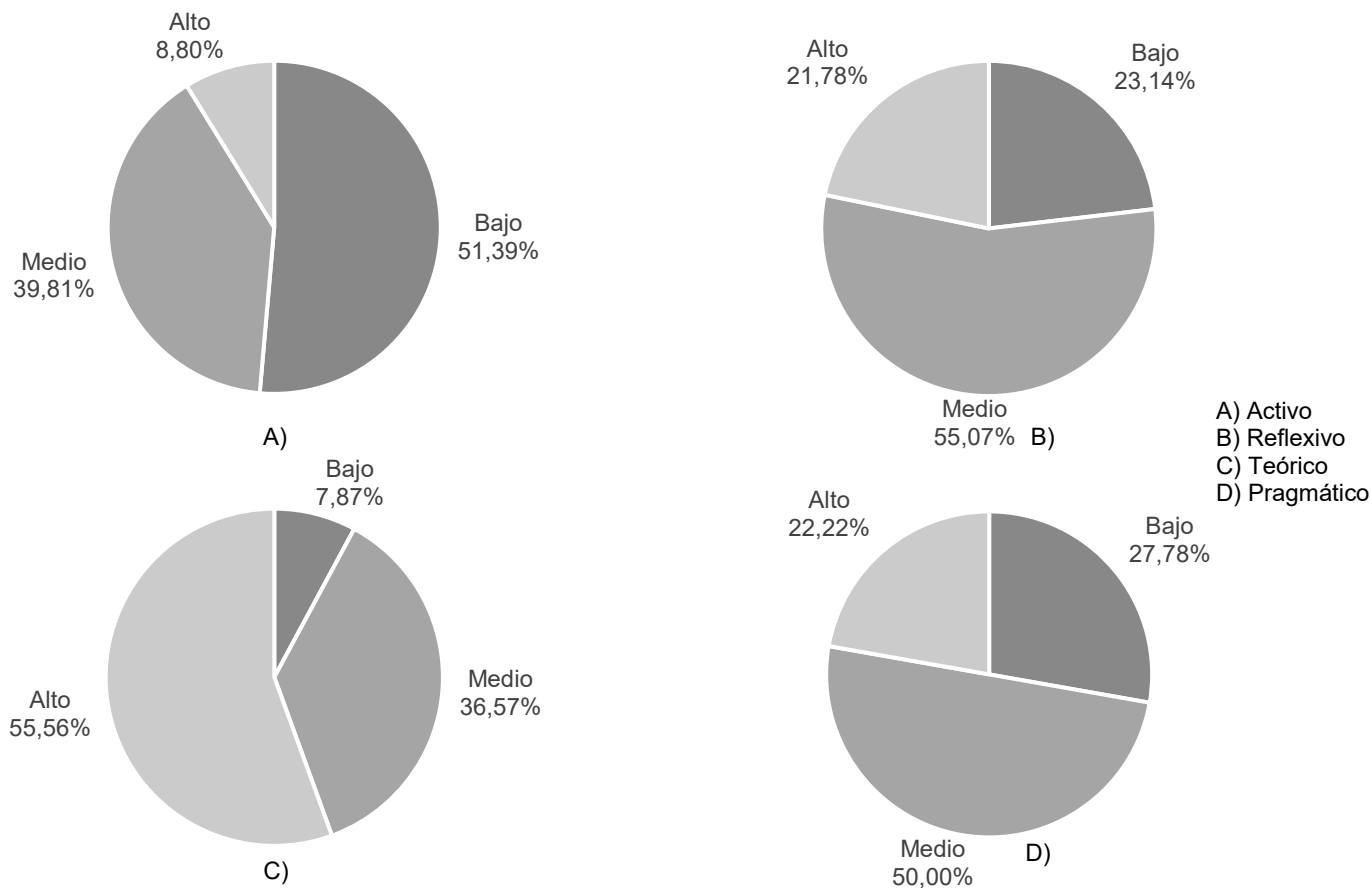 Alto
8,80%
Bajo
51,39%
Medio
39,81%
A)
Alto
21,78%
Bajo
23,14%
Medio
55,07%
B)
A) Activo
B) Reflexivo
C) Teórico
D) Pragmático
Bajo
7,87%
Medio
36,57%
Alto
55,56%
C)
Alto
22,22%
Bajo
27,78%
Medio
50,00%
D)